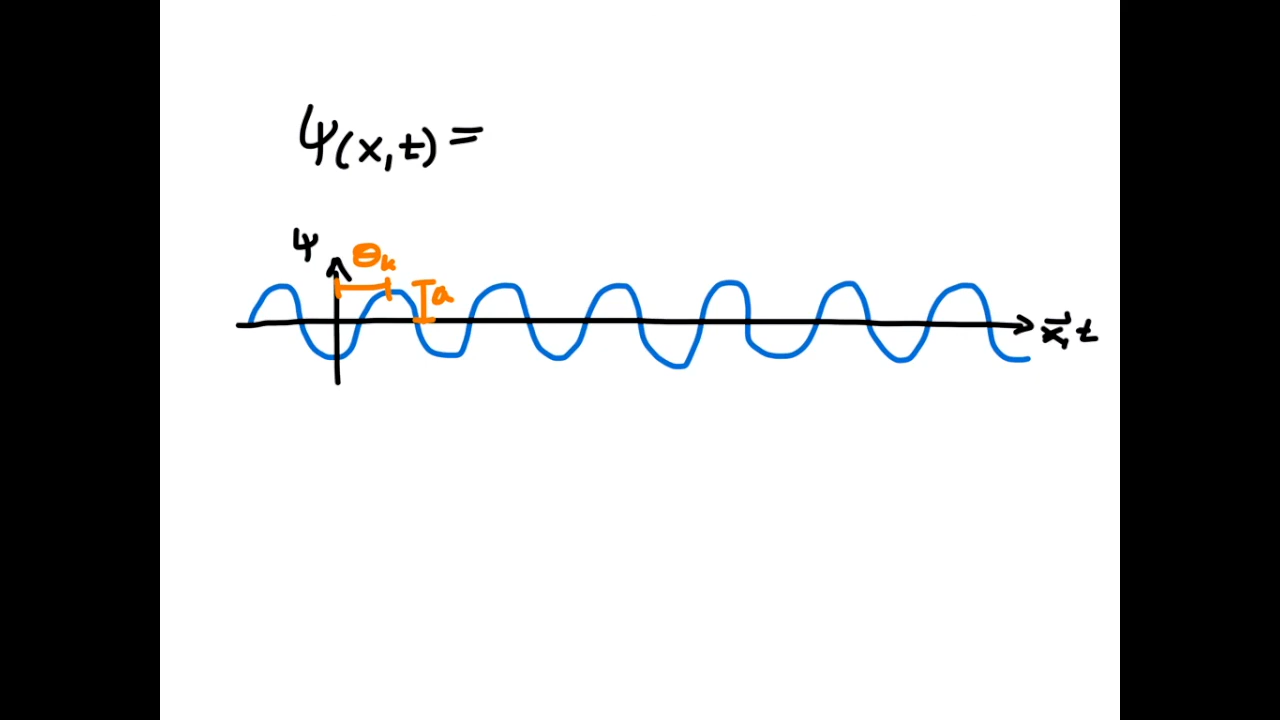 ψ(x,t)=
ψ
θₖ
a
x⃗, t